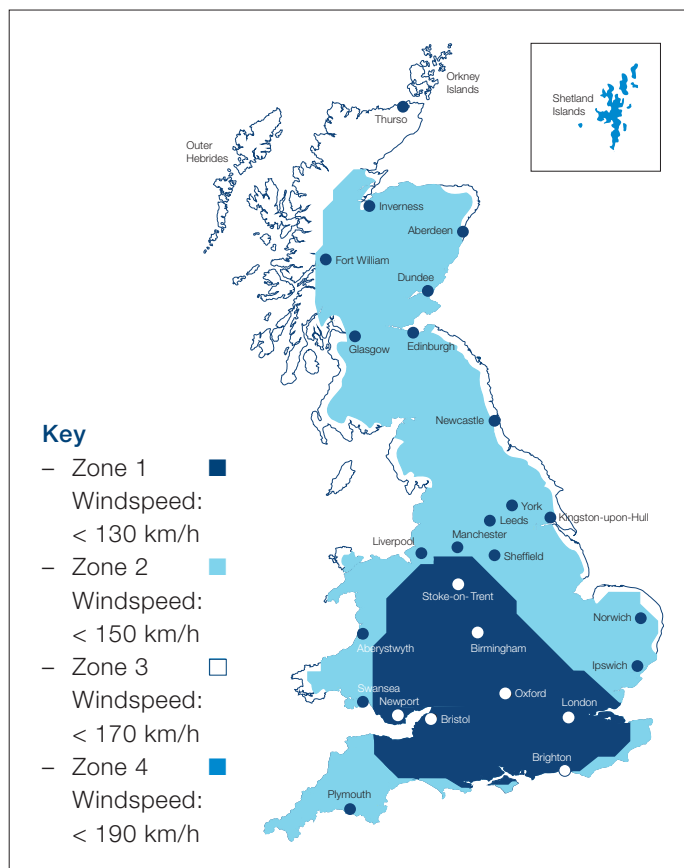 Orkney
Islands
Thurso
Shetland
Islands
Outer
Hebrides
Inverness
Aberdeen
Fort William
Dundee
Glasgow
Edinburgh
Newcastle
Key
– Zone 1
Windspeed:
< 130 km/h
– Zone 2
Windspeed:
< 150 km/h
– Zone 3
Windspeed:
< 170 km/h
– Zone 4
Windspeed:
< 190 km/h
York
Leeds
Kingston-upon-Hull
Liverpool
Manchester
Sheffield
Stoke-on-Trent
Norwich
Aberystwyth
Birmingham
Ipswich
Swansea
Newport
Oxford
London
Bristol
Brighton
Plymouth